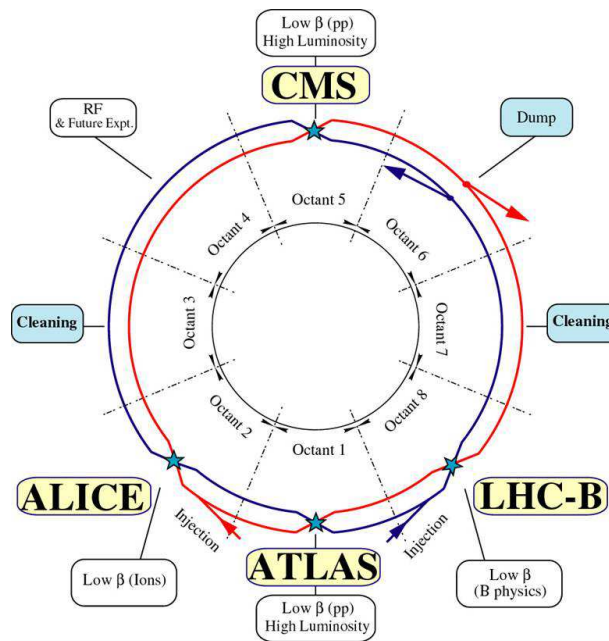 Low β (pp)
High Luminosity
CMS
RF
& Future Expt.
Dump
Octant 5
Octant 4
Octant 6
Cleaning
Octant 3
Octant 7
Cleaning
Octant 2
Octant 8
Octant 1
ALICE
LHC-B
Injection
Injection
ATLAS
Low β (Ions)
Low β
(B physics)
Low β (pp)
High Luminosity